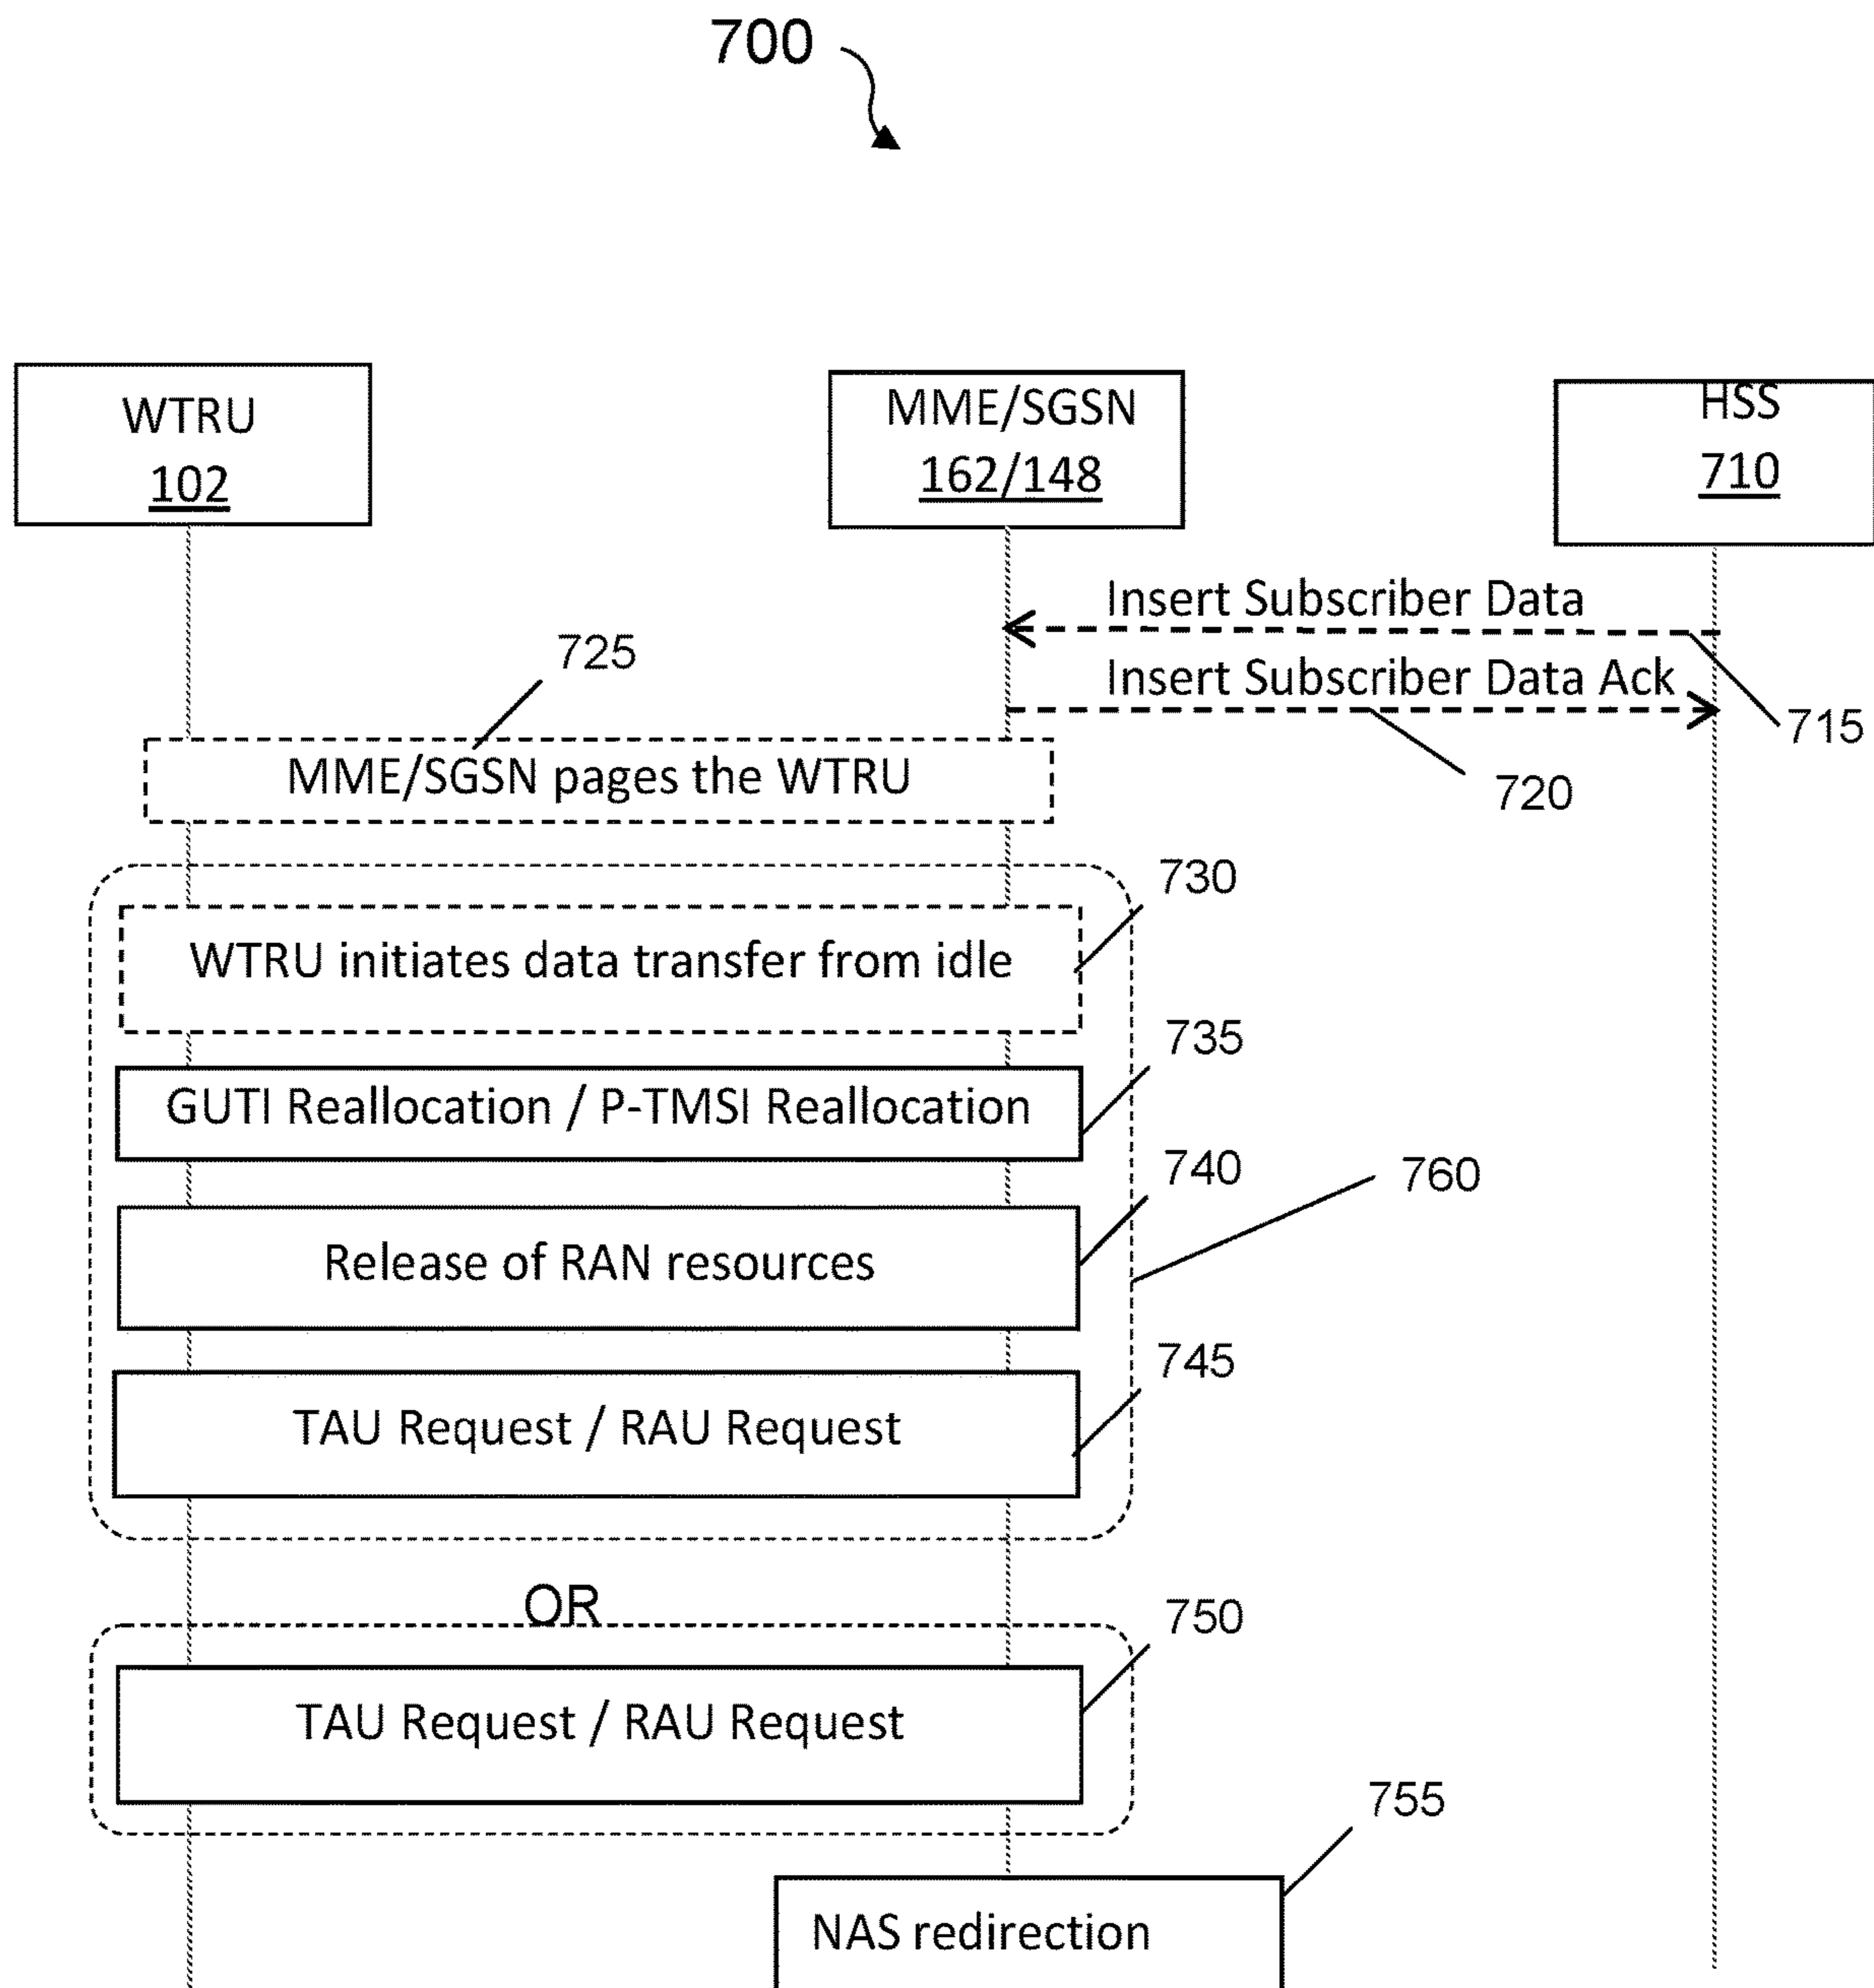 700
WTRU
102
MME/SGSN
162/148
HSS
710
Insert Subscriber Data
715
Insert Subscriber Data Ack
720
725
MME/SGSN pages the WTRU
730
WTRU initiates data transfer from idle
735
GUTI Reallocation / P-TMSI Reallocation
740
760
Release of RAN resources
745
TAU Request / RAU Request
OR
750
TAU Request / RAU Request
755
NAS redirection